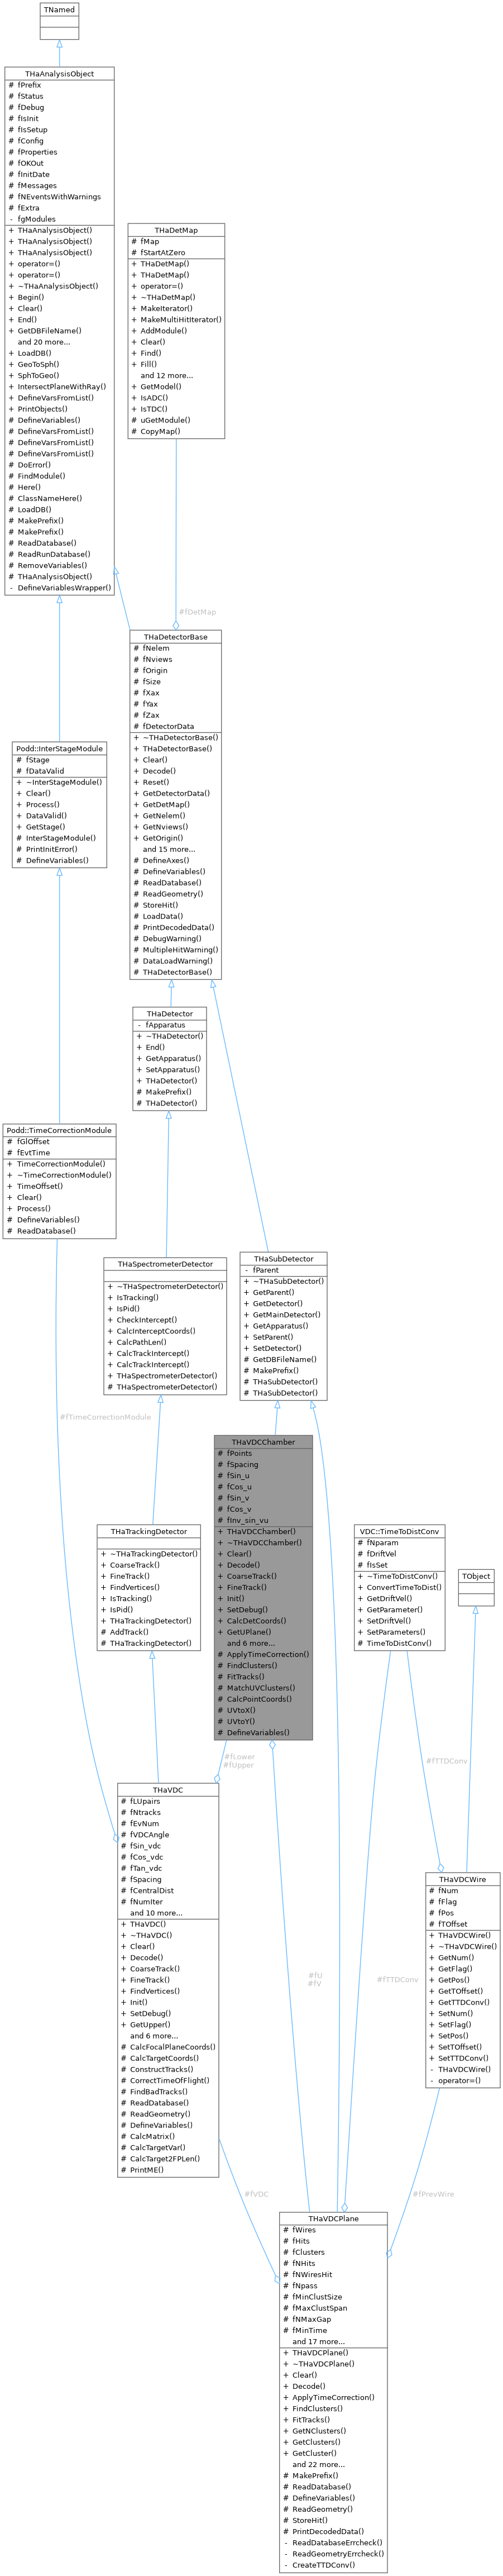 TNamed
THaAnalysisObject
# fPrefix
# fStatus
# fDebug
# fIsInit
# fIsSetup
# fConfig
# fProperties
# fOKOut
# fInitDate
# fMessages
# fNEventsWithWarnings
# fExtra
- fgModules
+ THaAnalysisObject()
+ THaAnalysisObject()
+ THaAnalysisObject()
+ operator=()
+ operator=()
+ ~THaAnalysisObject()
+ Begin()
+ Clear()
+ End()
+ GetDBFileName()
and 20 more...
+ LoadDB()
+ GeoToSph()
+ SphToGeo()
+ IntersectPlaneWithRay()
+ DefineVarsFromList()
+ PrintObjects()
# DefineVariables()
# DefineVarsFromList()
# DefineVarsFromList()
# DefineVarsFromList()
# DoError()
# FindModule()
# Here()
# ClassNameHere()
# LoadDB()
# MakePrefix()
# MakePrefix()
# ReadDatabase()
# ReadRunDatabase()
# RemoveVariables()
# THaAnalysisObject()
- DefineVariablesWrapper()
THaDetMap
# fMap
# fStartAtZero
+ THaDetMap()
+ THaDetMap()
+ operator=()
+ ~THaDetMap()
+ MakeIterator()
+ MakeMultiHitIterator()
+ AddModule()
+ Clear()
+ Find()
+ Fill()
and 12 more...
+ GetModel()
+ IsADC()
+ IsTDC()
# uGetModule()
# CopyMap()
#fDetMap
THaDetectorBase
# fNelem
# fNviews
# fOrigin
# fSize
# fXax
# fYax
# fZax
# fDetectorData
+ ~THaDetectorBase()
+ THaDetectorBase()
+ Clear()
+ Decode()
+ Reset()
+ GetDetectorData()
+ GetDetMap()
+ GetNelem()
+ GetNviews()
+ GetOrigin()
and 15 more...
# DefineAxes()
# DefineVariables()
# ReadDatabase()
# ReadGeometry()
# StoreHit()
# LoadData()
# PrintDecodedData()
# DebugWarning()
# MultipleHitWarning()
# DataLoadWarning()
# THaDetectorBase()
Podd::InterStageModule
# fStage
# fDataValid
+ ~InterStageModule()
+ Clear()
+ Process()
+ DataValid()
+ GetStage()
# InterStageModule()
# PrintInitError()
# DefineVariables()
THaDetector
- fApparatus
+ ~THaDetector()
+ End()
+ GetApparatus()
+ SetApparatus()
+ THaDetector()
# MakePrefix()
# THaDetector()
Podd::TimeCorrectionModule
# fGlOffset
# fEvtTime
+ TimeCorrectionModule()
+ ~TimeCorrectionModule()
+ TimeOffset()
+ Clear()
+ Process()
# DefineVariables()
# ReadDatabase()
THaSpectrometerDetector
+ ~THaSpectrometerDetector()
+ IsTracking()
+ IsPid()
+ CheckIntercept()
+ CalcInterceptCoords()
+ CalcPathLen()
+ CalcTrackIntercept()
+ CalcTrackIntercept()
+ THaSpectrometerDetector()
# THaSpectrometerDetector()
THaSubDetector
- fParent
+ ~THaSubDetector()
+ GetParent()
+ GetDetector()
+ GetMainDetector()
+ GetApparatus()
+ SetParent()
+ SetDetector()
# GetDBFileName()
# MakePrefix()
# THaSubDetector()
# THaSubDetector()
#fTimeCorrectionModule
THaVDCChamber
# fPoints
# fSpacing
# fSin_u
# fCos_u
# fSin_v
# fCos_v
# fInv_sin_vu
+ THaVDCChamber()
+ ~THaVDCChamber()
+ Clear()
+ Decode()
+ CoarseTrack()
+ FineTrack()
+ Init()
+ SetDebug()
+ CalcDetCoords()
+ GetUPlane()
and 6 more...
# ApplyTimeCorrection()
# FindClusters()
# FitTracks()
# MatchUVClusters()
# CalcPointCoords()
# UVtoX()
# UVtoY()
# DefineVariables()
THaTrackingDetector
+ ~THaTrackingDetector()
+ CoarseTrack()
+ FineTrack()
+ FindVertices()
+ IsTracking()
+ IsPid()
+ THaTrackingDetector()
# AddTrack()
# THaTrackingDetector()
VDC::TimeToDistConv
# fNparam
# fDriftVel
# fIsSet
+ ~TimeToDistConv()
+ ConvertTimeToDist()
+ GetDriftVel()
+ GetParameter()
+ SetDriftVel()
+ SetParameters()
# TimeToDistConv()
TObject
#fLower
#fUpper
#fTTDConv
THaVDC
# fLUpairs
# fNtracks
# fEvNum
# fVDCAngle
# fSin_vdc
# fCos_vdc
# fTan_vdc
# fSpacing
# fCentralDist
# fNumIter
and 10 more...
+ THaVDC()
+ ~THaVDC()
+ Clear()
+ Decode()
+ CoarseTrack()
+ FineTrack()
+ FindVertices()
+ Init()
+ SetDebug()
+ GetUpper()
and 6 more...
# CalcFocalPlaneCoords()
# CalcTargetCoords()
# ConstructTracks()
# CorrectTimeOfFlight()
# FindBadTracks()
# ReadDatabase()
# ReadGeometry()
# DefineVariables()
# CalcMatrix()
# CalcTargetVar()
# CalcTarget2FPLen()
# PrintME()
THaVDCWire
# fNum
# fFlag
# fPos
# fTOffset
+ THaVDCWire()
+ ~THaVDCWire()
+ GetNum()
+ GetFlag()
+ GetPos()
+ GetTOffset()
+ GetTTDConv()
+ SetNum()
+ SetFlag()
+ SetPos()
+ SetTOffset()
+ SetTTDConv()
- THaVDCWire()
- operator=()
#fU
#fV
#fTTDConv
#fVDC
#fPrevWire
THaVDCPlane
# fWires
# fHits
# fClusters
# fNHits
# fNWiresHit
# fNpass
# fMinClustSize
# fMaxClustSpan
# fNMaxGap
# fMinTime
and 17 more...
+ THaVDCPlane()
+ ~THaVDCPlane()
+ Clear()
+ Decode()
+ ApplyTimeCorrection()
+ FindClusters()
+ FitTracks()
+ GetNClusters()
+ GetClusters()
+ GetCluster()
and 22 more...
# MakePrefix()
# ReadDatabase()
# DefineVariables()
# ReadGeometry()
# StoreHit()
# PrintDecodedData()
- ReadDatabaseErrcheck()
- ReadGeometryErrcheck()
- CreateTTDConv()